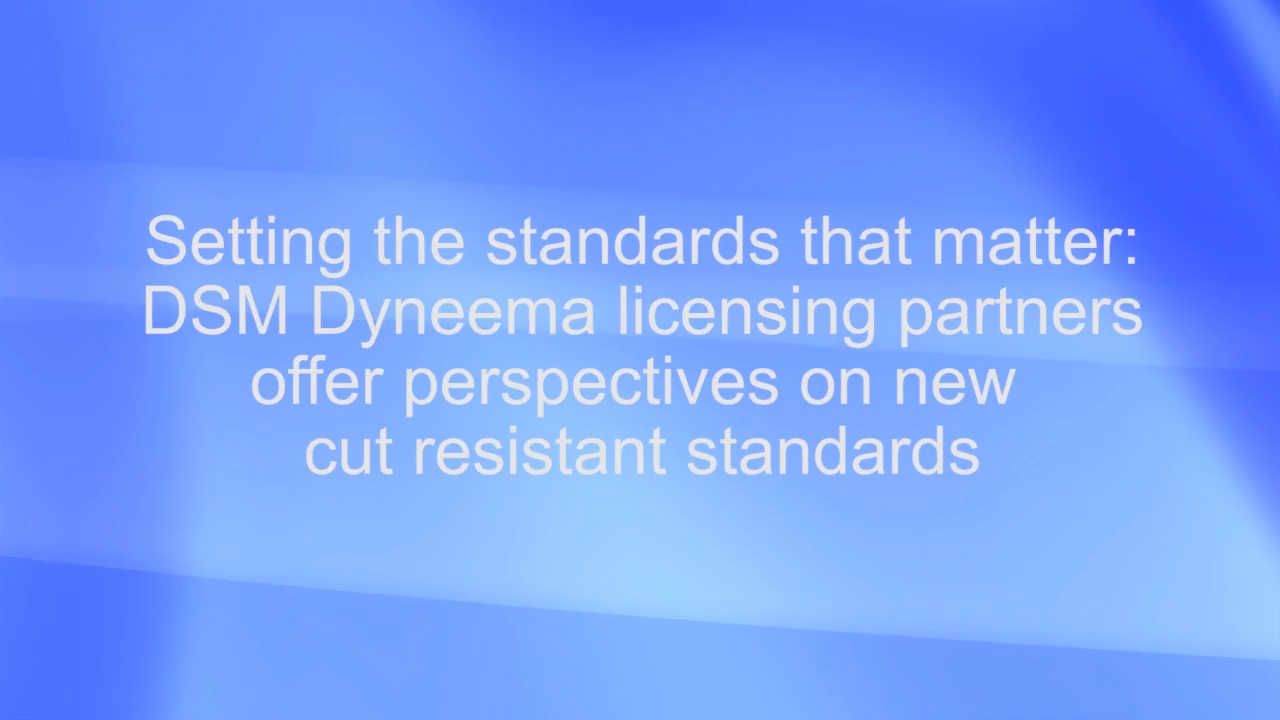 Setting the standards that matter:
DSM Dyneema licensing partners
offer perspectives on new
cut resistant standards